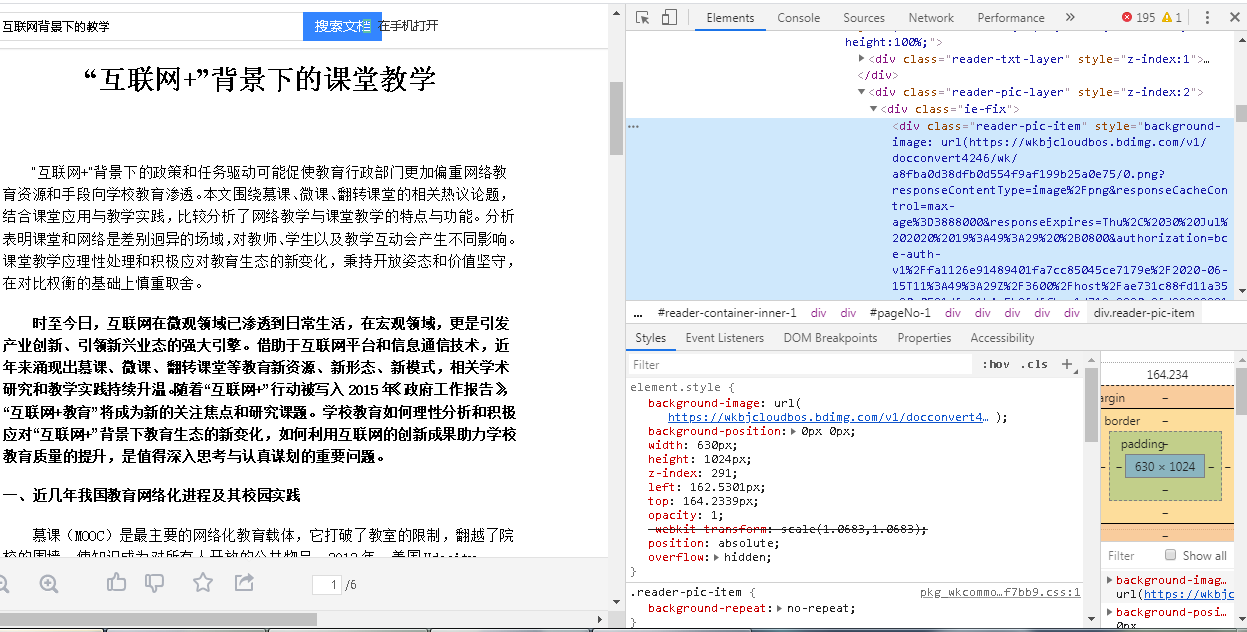 互联网背景下的教学
搜索文档 在手机打开
“互联网+”背景下的课堂教学
“互联网+”背景下的政策和任务驱动可能促使教育行政部门更加偏重网络教
育资源和手段向学校教育渗透。本文围绕慕课、微课、翻转课堂的相关热议论题，
结合课堂应用与教学实践，比较分析了网络教学与课堂教学的特点与功能。分析
表明课堂和网络是差别迥异的场域，对教师、学生以及教学互动会产生不同影响。
课堂教学应理性处理和积极应对教育生态的新变化，秉持开放姿态和价值坚守，
在对比权衡的基础上慎重取舍。
时至今日，互联网在微观领域已渗透到日常生活，在宏观领域，更是引发
产业创新、引领新兴业态的强大引擎。借助于互联网平台和信息通信技术，近
年来涌现出慕课、微课、翻转课堂等教育新资源、新形态、新模式，相关学术
研究和教学实践持续升温。随着“互联网+”行动被写入 2015 年《政府工作报告》，
“互联网+教育”将成为新的关注焦点和研究课题。学校教育如何理性分析和积极
应对“互联网+”背景下教育生态的新变化，如何利用互联网的创新成果助力学校
教育质量的提升，是值得深入思考与认真谋划的重要问题。
一、近几年我国教育网络化进程及其校园实践
慕课（MOOC）是最主要的网络化教育载体，它打破了教室的限制，翻越了院
1 /6
Elements Console Sources Network Performance » 195 1
height:100%;">
<div class="reader-txt-layer" style="z-index:1">…
</div>
<div class="reader-pic-layer" style="z-index:2">
<div class="ie-fix">
<div class="reader-pic-item" style="background-
image: url(https://wkbjcloudbos.bdimg.com/v1/
docconvert4246/wk/
a8fba0d38dfb0d554f9af199b25a0e75/0.png?
responseContentType=image%2Fpng&responseCacheCon
trol=max-
age%3D3888000&responseExpires=Thu%2C%2030%20Jul%
202020%2019%3A49%3A29%20%2B0800&authorization=bc
e-auth-
v1%2Ffa1126e91489401fa7cc85045ce7179e%2F2020-06-
15T11%3A49%3A29Z%2F3600%2Fhost%2Fae731c88fd11a35
... #reader-container-inner-1 div div #pageNo-1 div div div div div div.reader-pic-item
Styles Event Listeners DOM Breakpoints Properties Accessibility
Filter :hov .cls +
element.style {
background-image: url(
https://wkbjcloudbos.bdimg.com/v1/docconvert4… );
background-position: 0px 0px;
width: 630px;
height: 1024px;
z-index: 291;
left: 162.5301px;
top: 164.2339px;
opacity: 1;
-webkit-transform: scale(1.0683,1.0683);
position: absolute;
overflow: hidden;
}
.reader-pic-item { pkg_wkcommo…f7bb9.css:1
background-repeat: no-repeat;
}
164.234
argin –
border –
padding –
– – 630 × 1024 – –
–
–
–
Filter Show all
background-imag…
url(https://wkbjc
background-posi…
0px